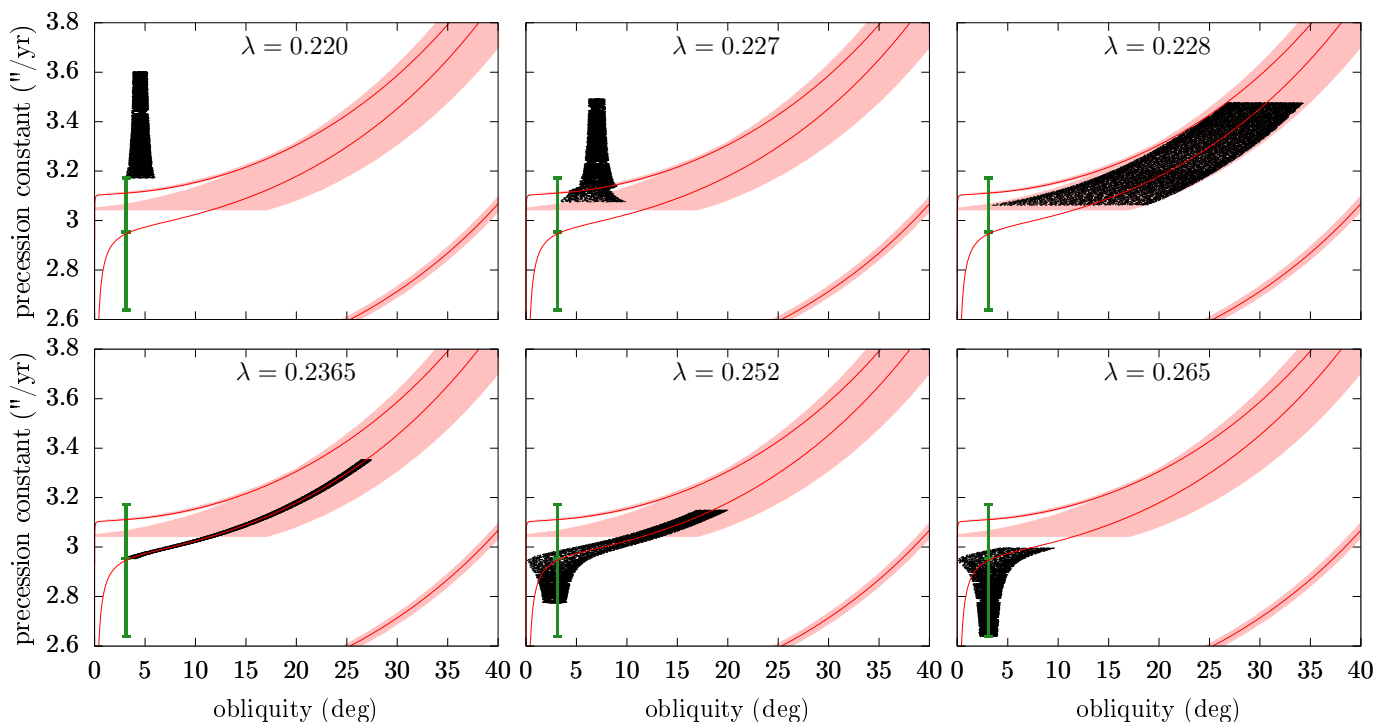 precession constant ("/yr)
3.8
3.6
3.4
3.2
3
2.8
2.6
λ = 0.220
λ = 0.227
λ = 0.228
precession constant ("/yr)
3.8
3.6
3.4
3.2
3
2.8
2.6
λ = 0.2365
λ = 0.252
λ = 0.265
0 5 10 15 20 25 30 35 40
0 5 10 15 20 25 30 35 40
0 5 10 15 20 25 30 35 40
obliquity (deg)
obliquity (deg)
obliquity (deg)